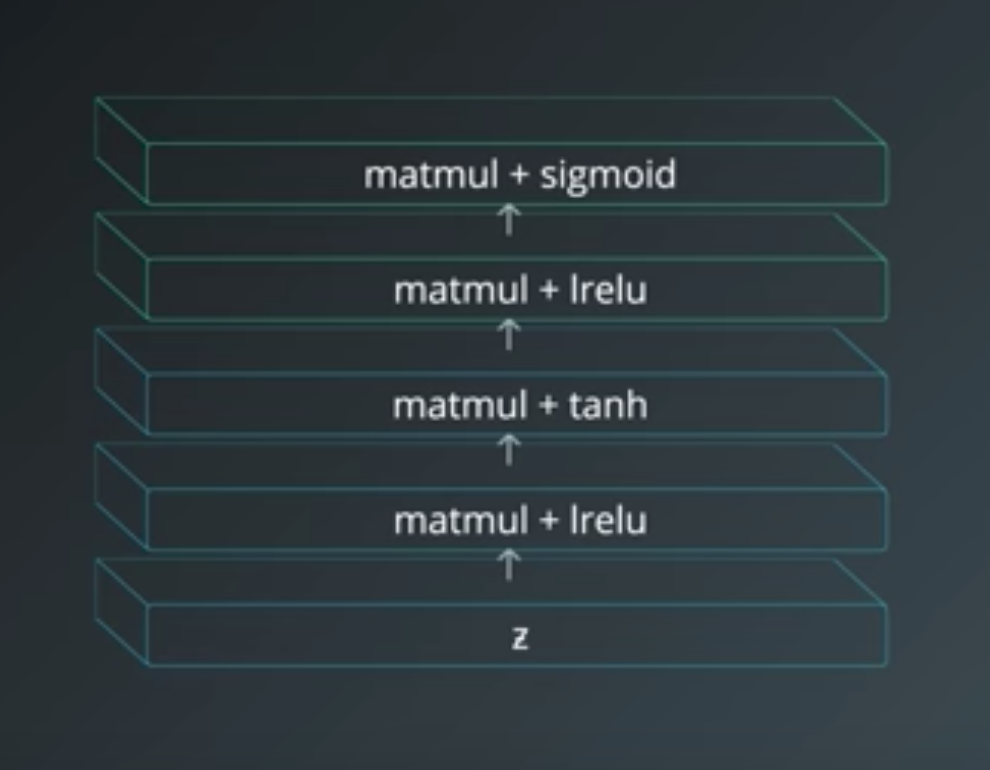 matmul + sigmoid
matmul + lrelu
matmul + tanh
matmul + lrelu
z